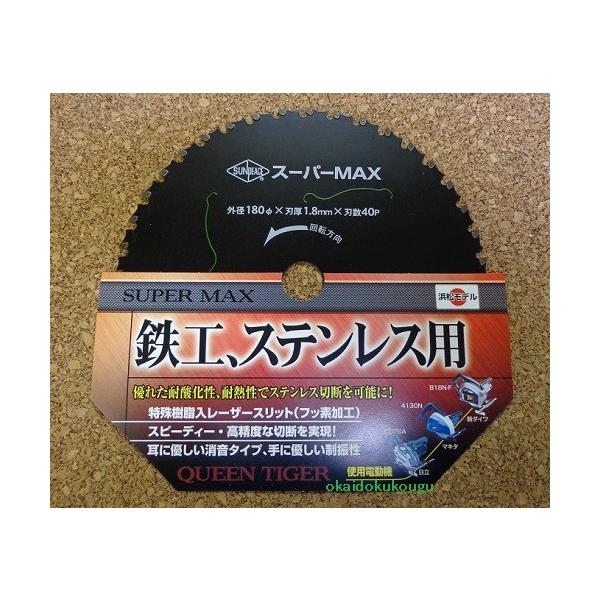 SUNDEACE
スーパーMAX
外径180φ×刃厚1.8mm×刃数40P
回転方向
SUPER MAX
浜松モデル
鉄工、ステンレス用
優れた耐酸化性、耐熱性でステンレス切断を可能に!
特殊樹脂入レーザースリット(フッ素加工)
スピーディー・高精度な切断を実現!
耳に優しい消音タイプ、手に優しい制振性
QUEEN TIGER
使用電動機
B18N-F
新ダイワ
4130N
マキタ
日立
okaidokukougu